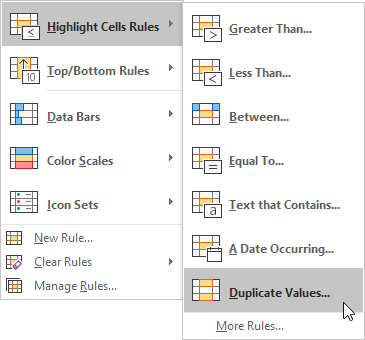 Highlight Cells Rules
Top/Bottom Rules
10
Data Bars
Color Scales
Icon Sets
New Rule...
Clear Rules
Manage Rules...
Greater Than...
>
Less Than...
<
Between...
Equal To...
=
Text that Contains...
a
A Date Occurring...
Duplicate Values...
More Rules...